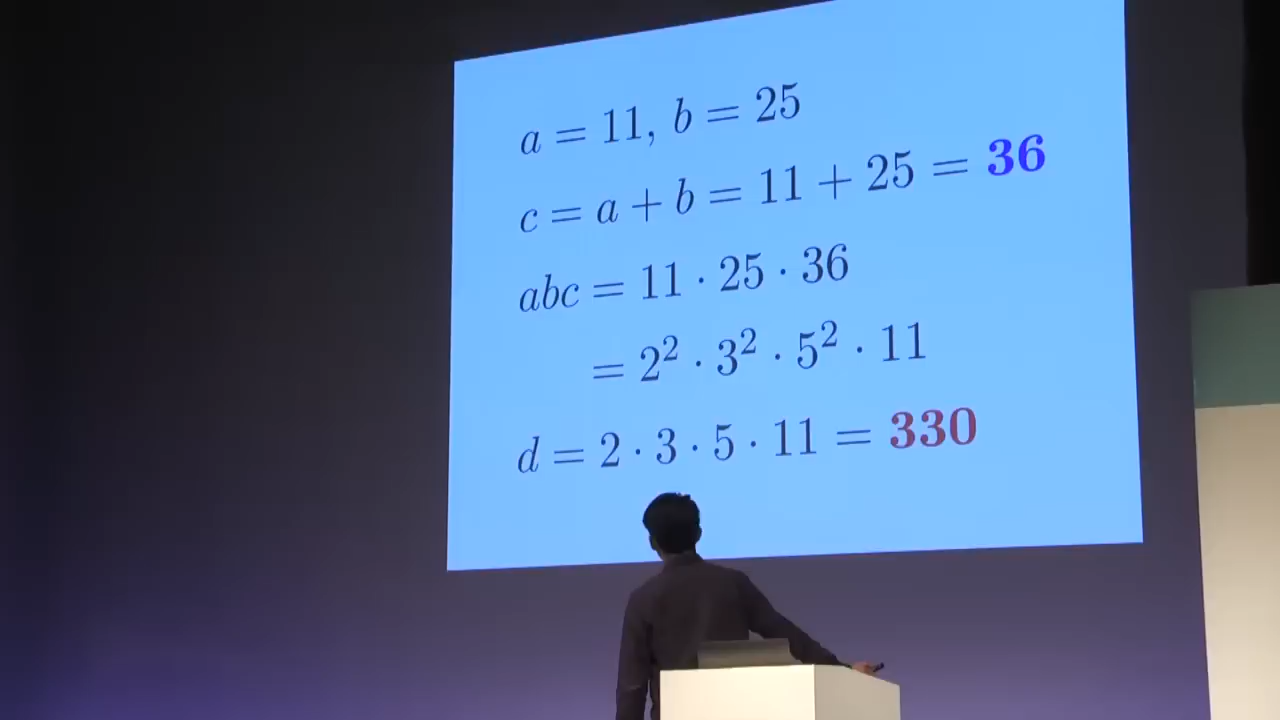 a = 11, b = 25
c = a + b = 11 + 25 = 36
abc = 11 · 25 · 36
= 2² · 3² · 5² · 11
d = 2 · 3 · 5 · 11 = 330